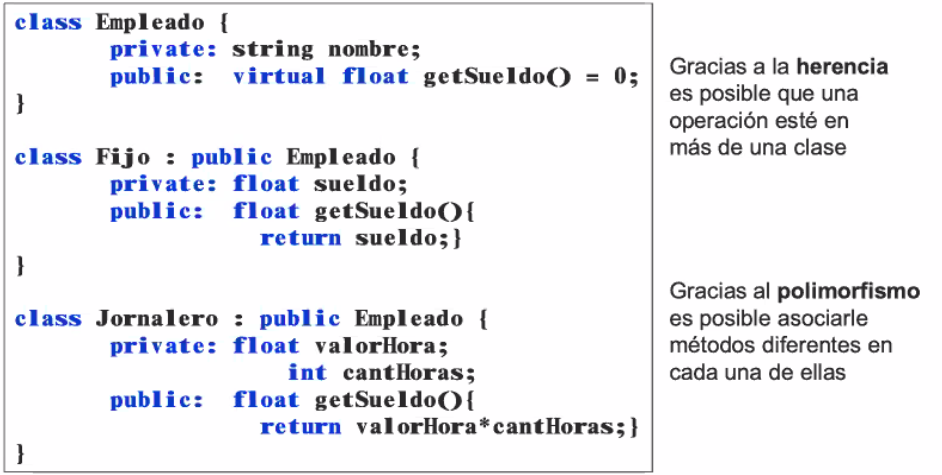 class Empleado {
private: string nombre;
public: virtual float getSueldo() = 0;
}
class Fijo : public Empleado {
private: float sueldo;
public: float getSueldo(){
return sueldo;}
}
class Jornalero : public Empleado {
private: float valorHora;
int cantHoras;
public: float getSueldo(){
return valorHora*cantHoras;}
}
Gracias a la herencia
es posible que una
operación esté en
más de una clase
Gracias al polimorfismo
es posible asociarle
métodos diferentes en
cada una de ellas